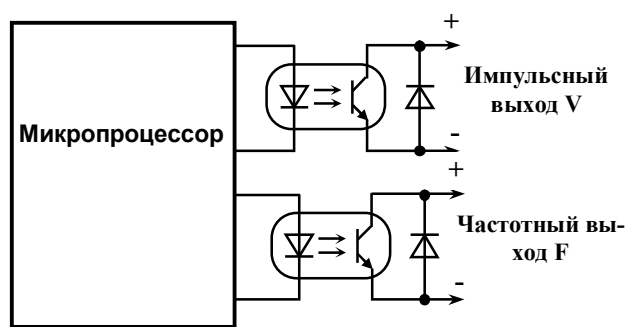 +
Импульсный
выход V
Микропроцессор
-
+
Частотный вы-
ход F
-